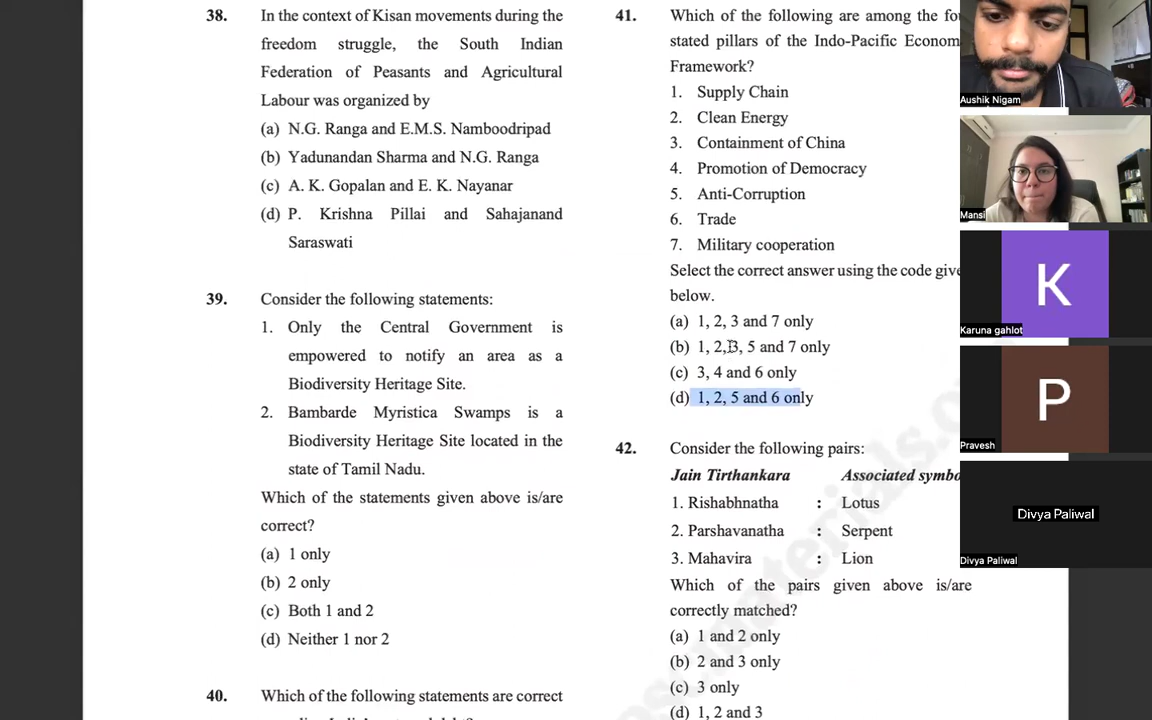 38. In the context of Kisan movements during the
freedom struggle, the South Indian
Federation of Peasants and Agricultural
Labour was organized by
(a) N.G. Ranga and E.M.S. Namboodripad
(b) Yadunandan Sharma and N.G. Ranga
(c) A. K. Gopalan and E. K. Nayanar
(d) P. Krishna Pillai and Sahajanand
Saraswati
39. Consider the following statements:
1. Only the Central Government is
empowered to notify an area as a
Biodiversity Heritage Site.
2. Bambarde Myristica Swamps is a
Biodiversity Heritage Site located in the
state of Tamil Nadu.
Which of the statements given above is/are
correct?
(a) 1 only
(b) 2 only
(c) Both 1 and 2
(d) Neither 1 nor 2
40. Which of the following statements are correct
41. Which of the following are among the fo
stated pillars of the Indo-Pacific Econom
Framework?
1. Supply Chain
2. Clean Energy
3. Containment of China
4. Promotion of Democracy
5. Anti-Corruption
6. Trade
7. Military cooperation
Select the correct answer using the code give
below.
(a) 1, 2, 3 and 7 only
(b) 1, 2, 3, 5 and 7 only
(c) 3, 4 and 6 only
(d) 1, 2, 5 and 6 only
42. Consider the following pairs:
Jain Tirthankara Associated symbo
1. Rishabhnatha : Lotus
2. Parshavanatha : Serpent
3. Mahavira : Lion
Which of the pairs given above is/are
correctly matched?
(a) 1 and 2 only
(b) 2 and 3 only
(c) 3 only
(d) 1, 2 and 3
Aushik Nigam
Mansi
K
Karuna gahlot
P
Pravesh
Divya Paliwal
Divya Paliwal